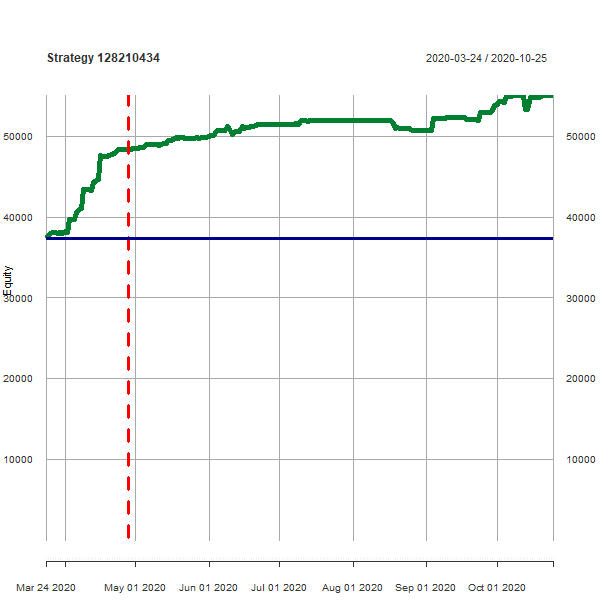 Strategy 128210434
2020-03-24 / 2020-10-25
50000
50000
40000
40000
Equity
30000
30000
20000
20000
10000
10000
Mar 24 2020
May 01 2020
Jun 01 2020
Jul 01 2020
Aug 01 2020
Sep 01 2020
Oct 01 2020